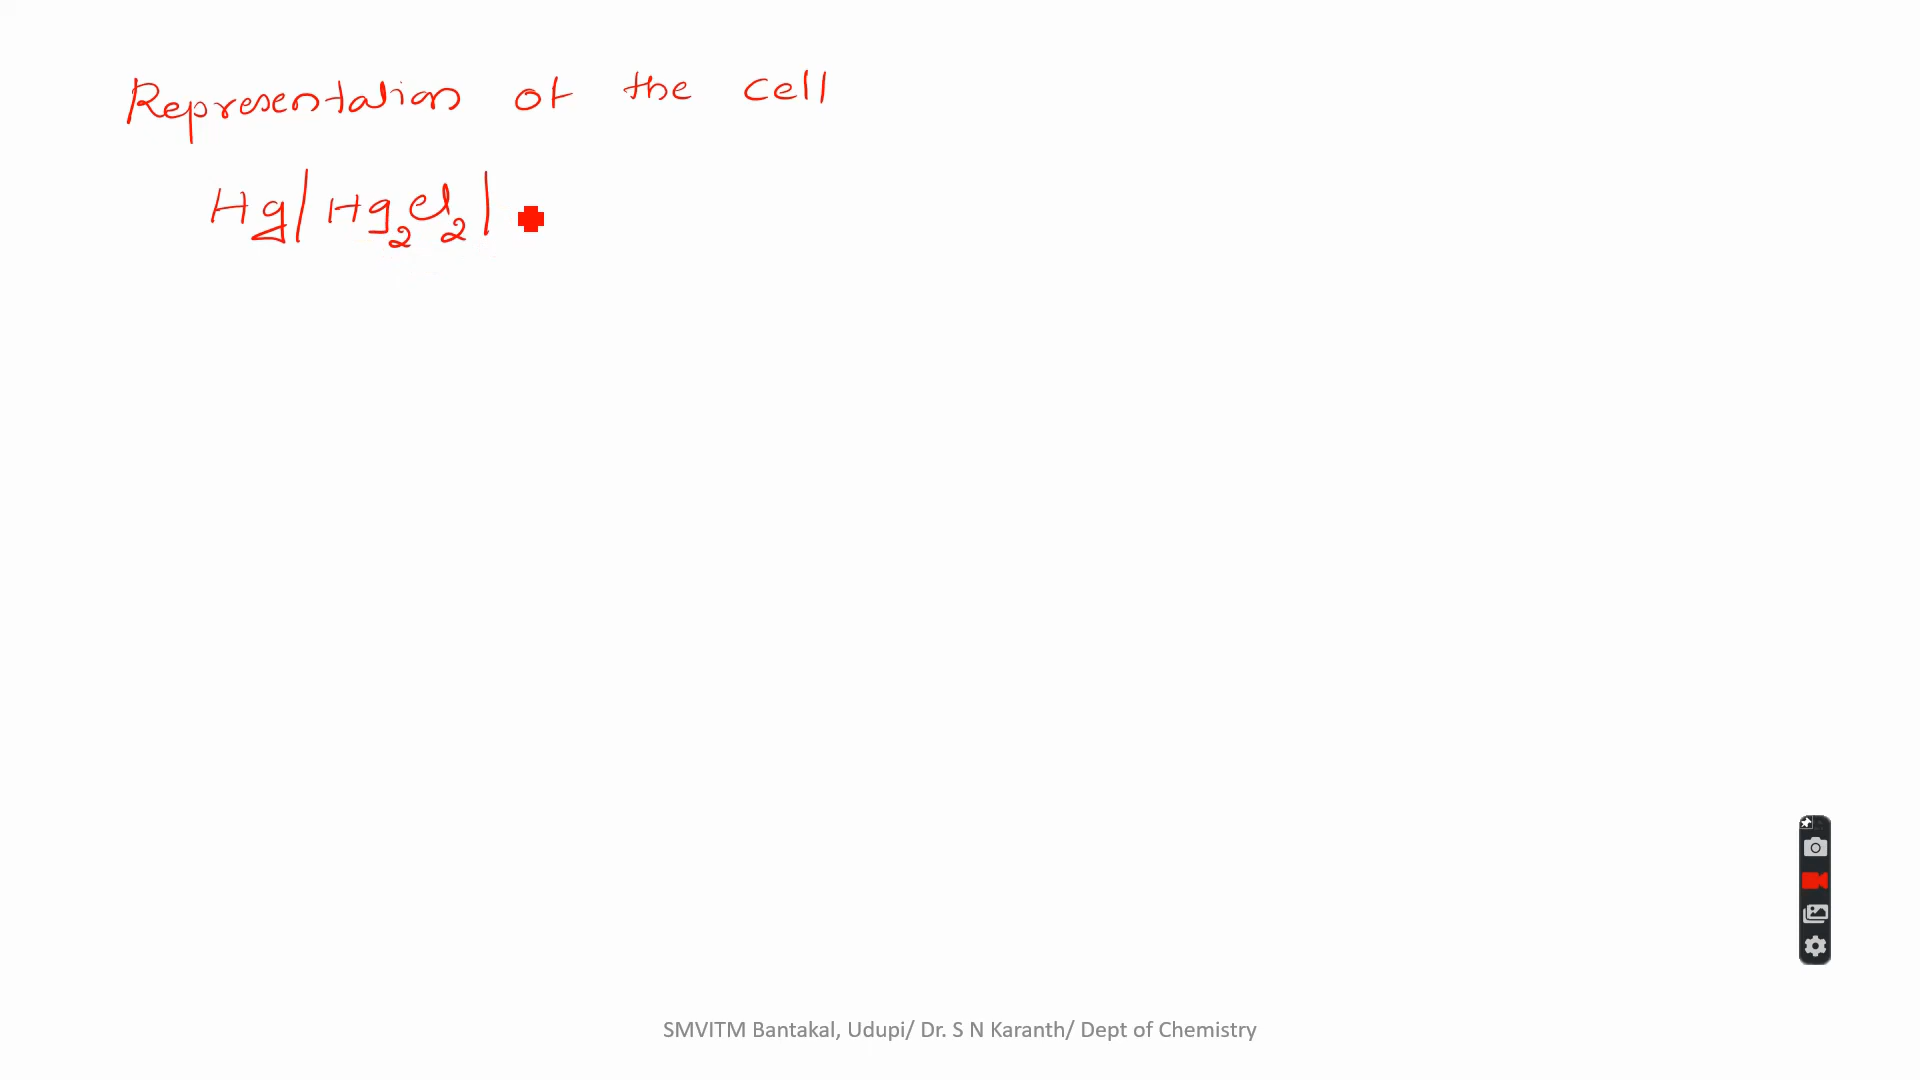 Representation of the cell
Hg|Hg₂Cl₂|
SMVITM Bantakal, Udupi/ Dr. S N Karanth/ Dept of Chemistry